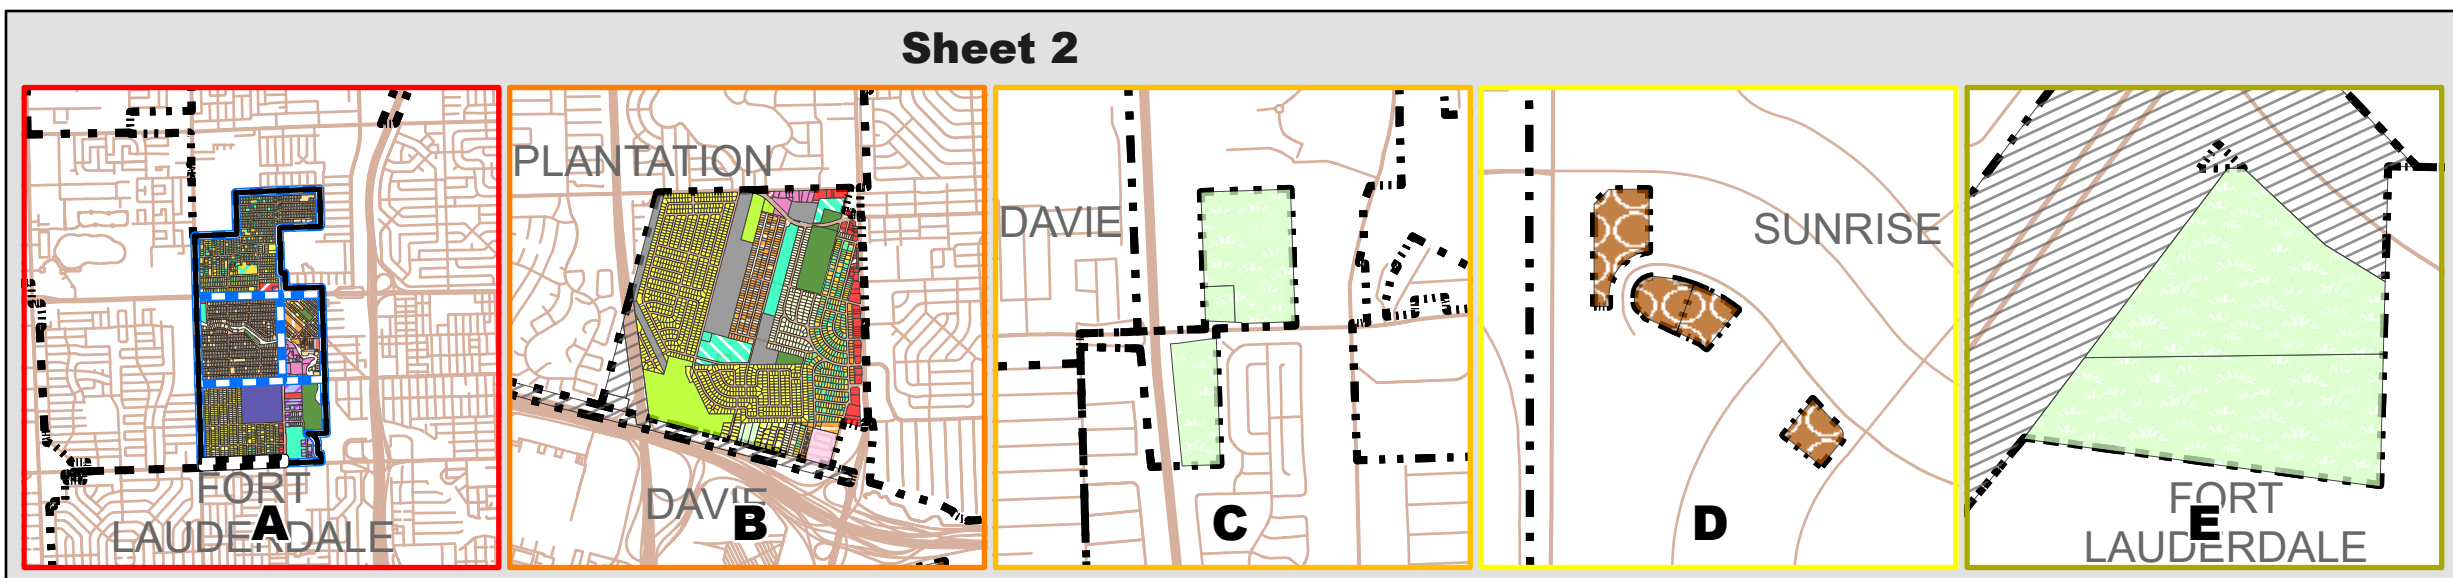 Sheet 2
FORT
LAUDERDALE
A
PLANTATION
DAVIE
B
DAVIE
C
SUNRISE
D
FORT
LAUDERDALE
E